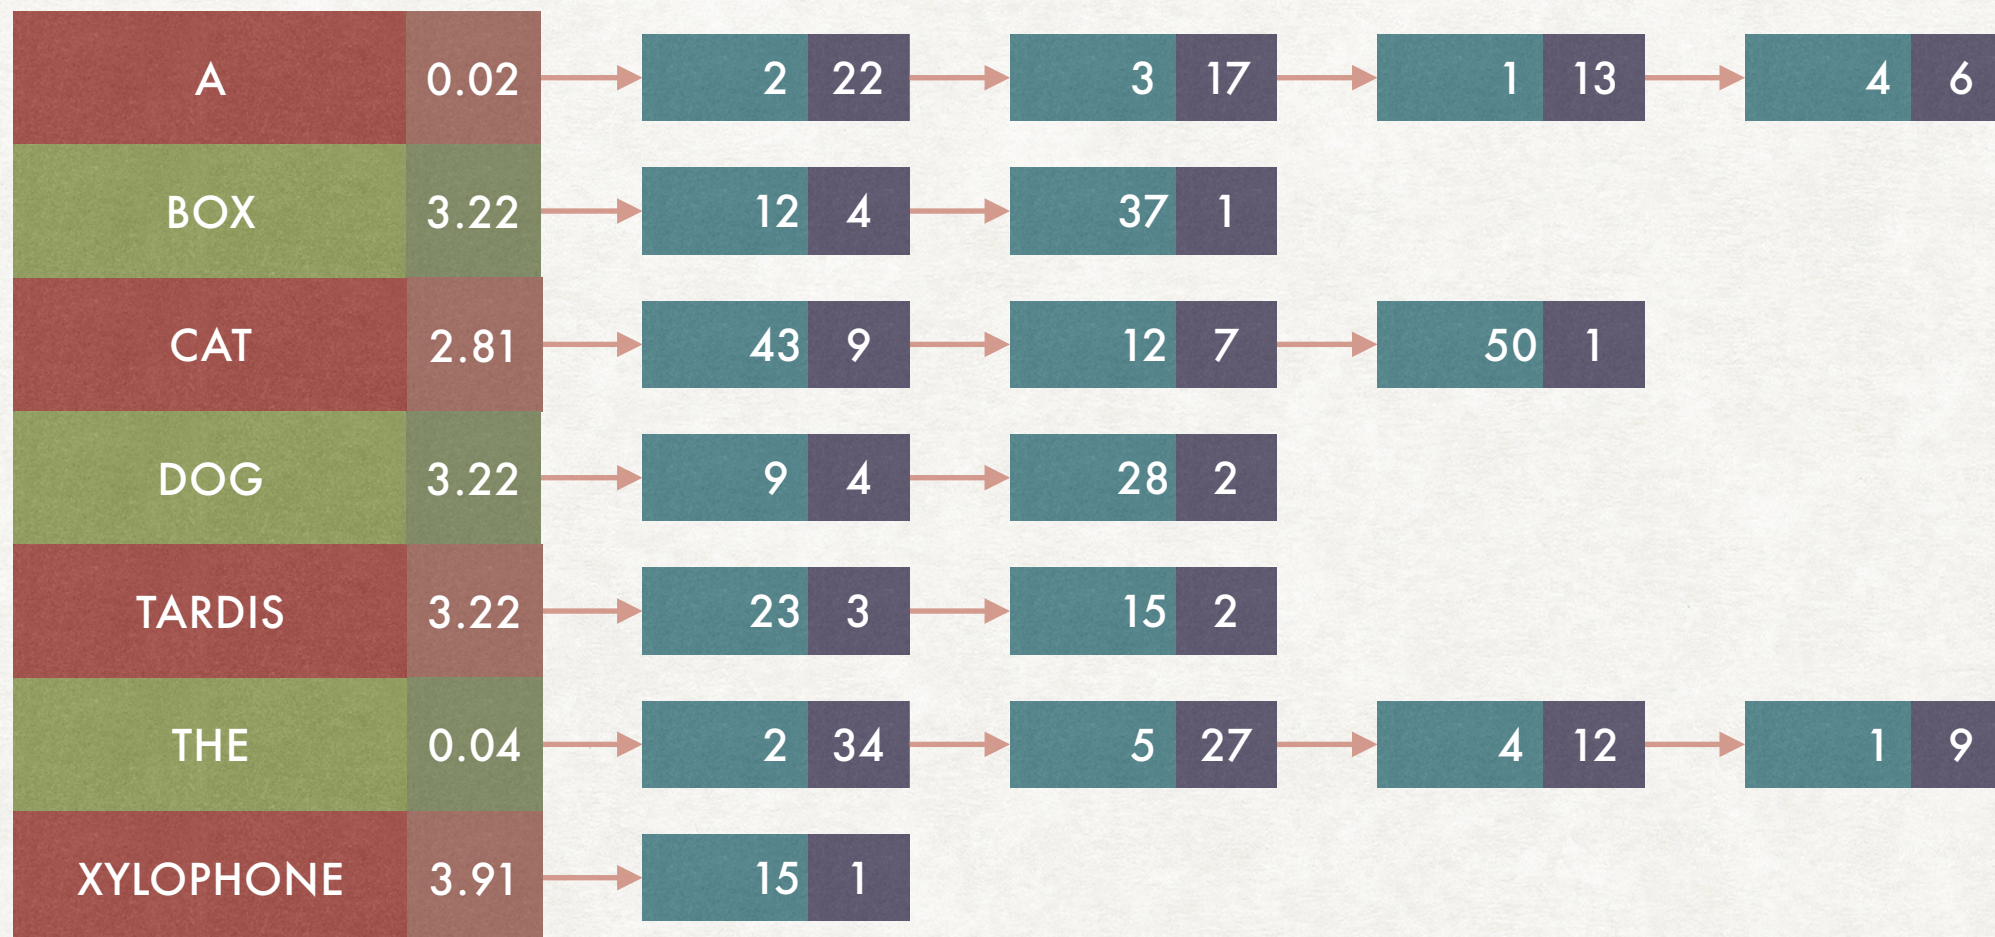 A 0.02 2 22 3 17 1 13 4 6
BOX 3.22 12 4 37 1
CAT 2.81 43 9 12 7 50 1
DOG 3.22 9 4 28 2
TARDIS 3.22 23 3 15 2
THE 0.04 2 34 5 27 4 12 1 9
XYLOPHONE 3.91 15 1